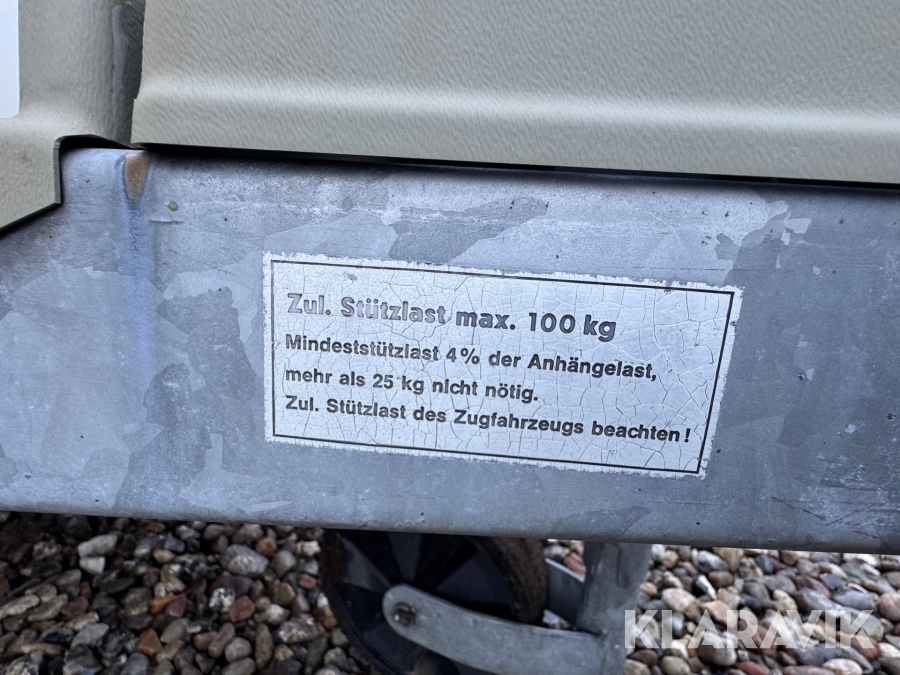 Zul. Stützlast max. 100 kg
Mindeststützlast 4% der Anhängelast,
mehr als 25 kg nicht nötig.
Zul. Stützlast des Zugfahrzeugs beachten!
KLARAVIK